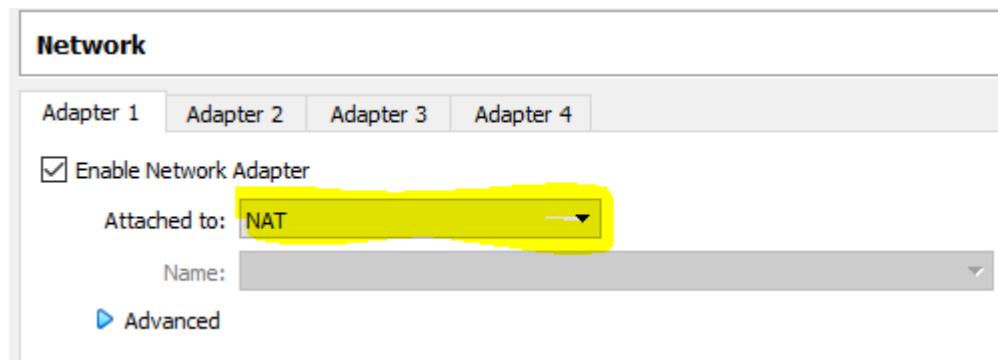 Network
Adapter 1 Adapter 2 Adapter 3 Adapter 4
Enable Network Adapter
Attached to: NAT
Name:
Advanced